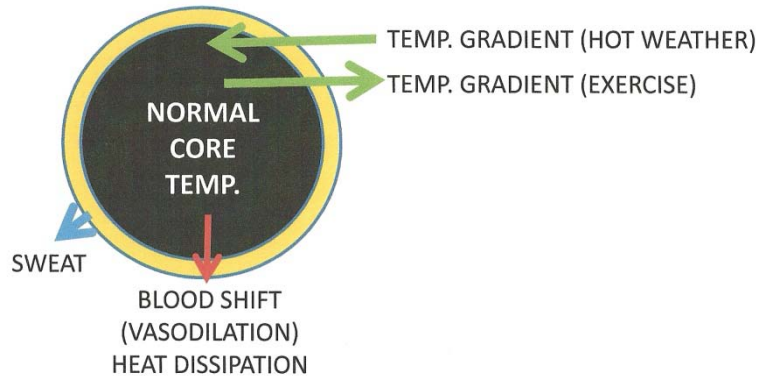 TEMP. GRADIENT (HOT WEATHER)
TEMP. GRADIENT (EXERCISE)
NORMAL
CORE
TEMP.
SWEAT
BLOOD SHIFT
(VASODILATION)
HEAT DISSIPATION